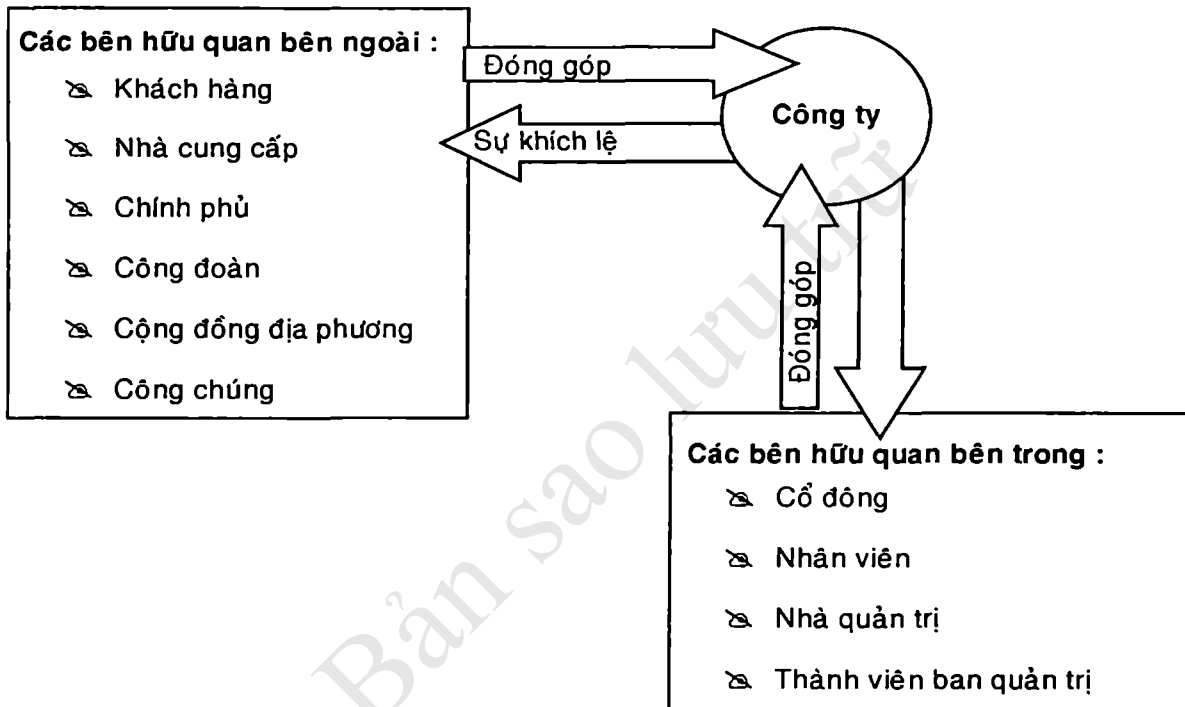 Các bên hữu quan bên ngoài :
Khách hàng
Nhà cung cấp
Chính phủ
Công đoàn
Cộng đồng địa phương
Công chúng
Đóng góp
Sự khích lệ
Công ty
Đóng góp
Các bên hữu quan bên trong :
Cổ đông
Nhân viên
Nhà quản trị
Thành viên ban quản trị
Bản sao lưu trữ